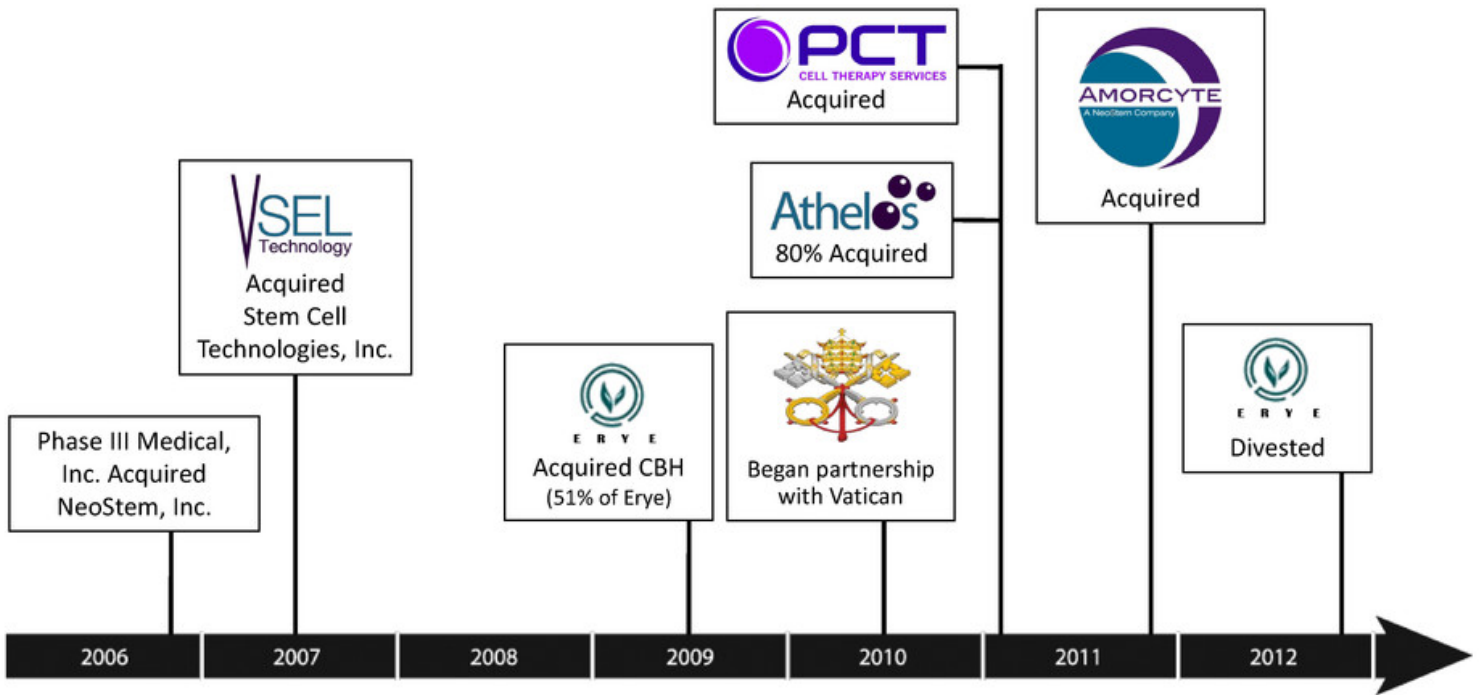 PCT
CELL THERAPY SERVICES
Acquired
AMORCYTE
A NeoStem Company
Acquired
VSEL
Technology
Acquired
Stem Cell
Technologies, Inc.
Athelos
80% Acquired
Phase III Medical,
Inc. Acquired
NeoStem, Inc.
ERYE
Acquired CBH
(51% of Erye)
Began partnership
with Vatican
ERYE
Divested
2006
2007
2008
2009
2010
2011
2012